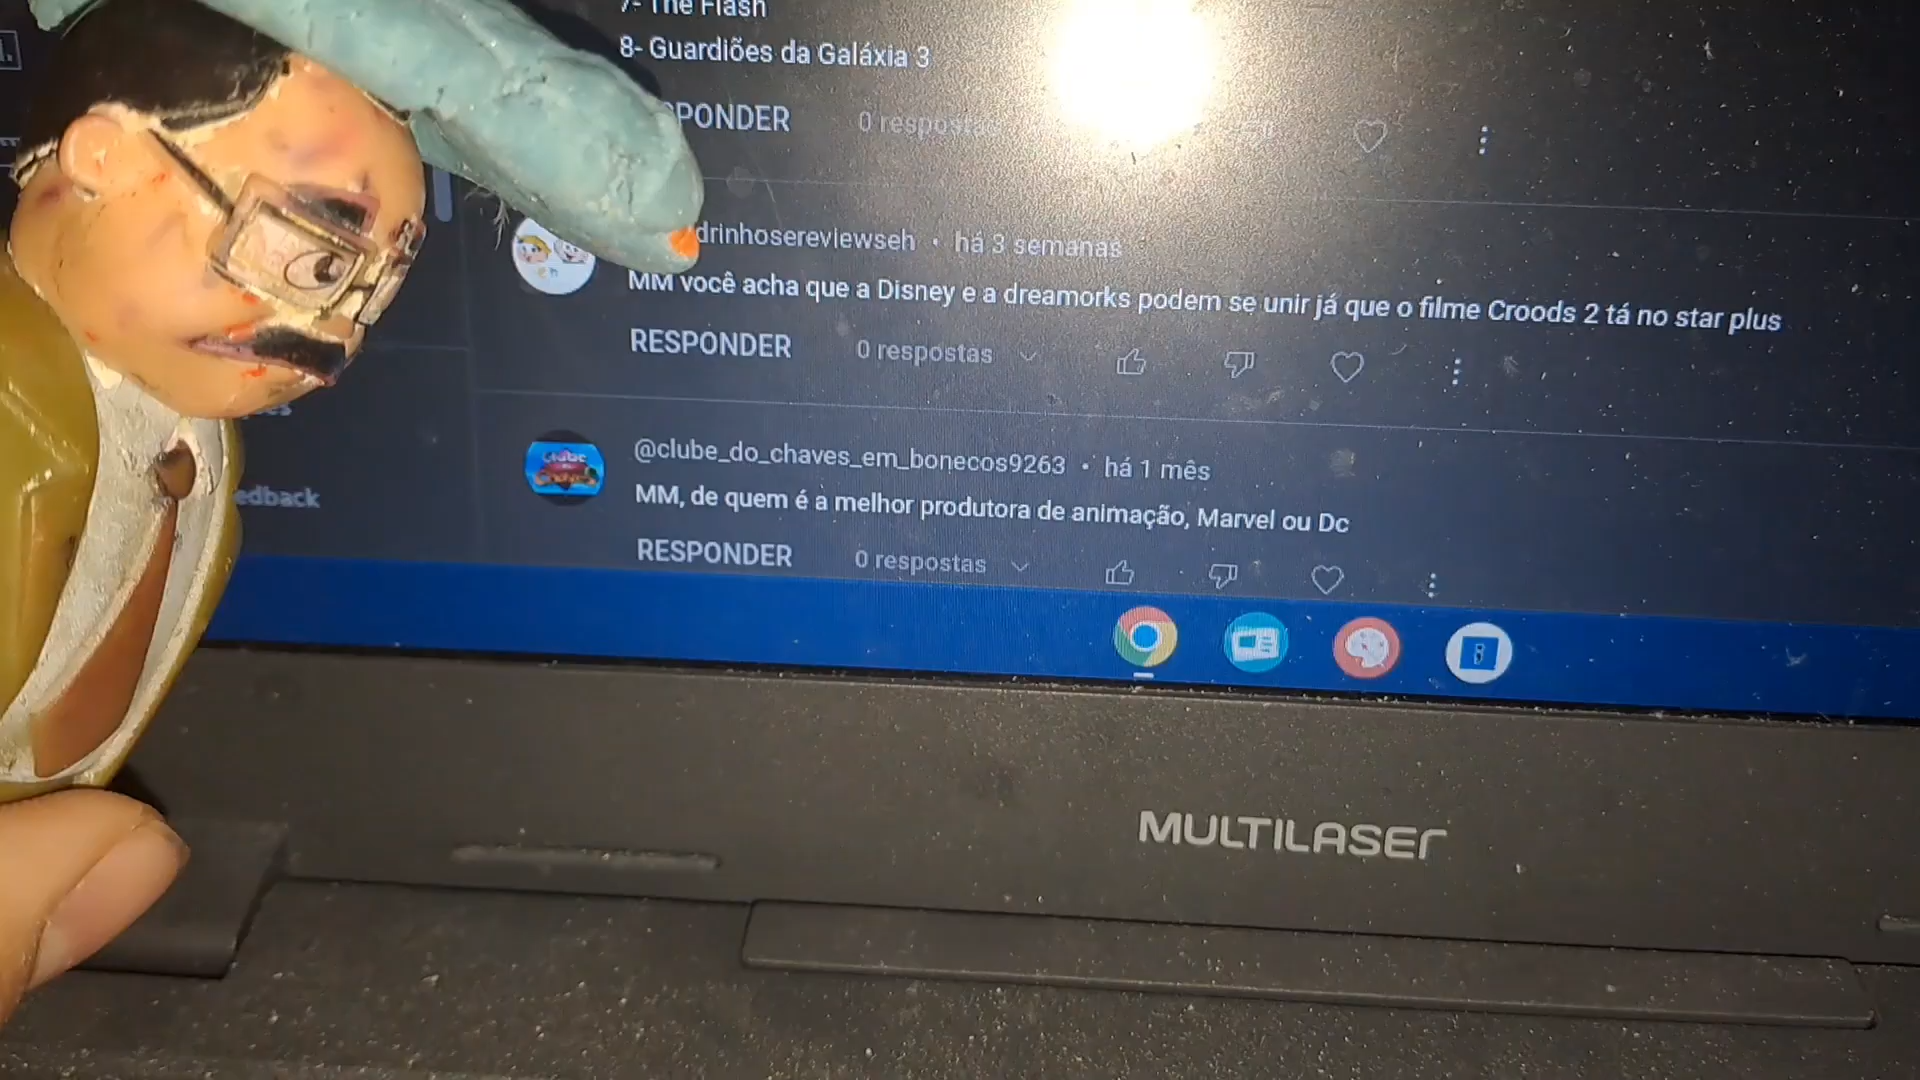 7- The Flash
8- Guardiões da Galáxia 3
PONDER
0 respostas
drinhosereviewseh • há 3 semanas
MM você acha que a Disney e a dreamorks podem se unir já que o filme Croods 2 tá no star plus
RESPONDER
0 respostas
@clube_do_chaves_em_bonecos9263 • há 1 mês
edback
MM, de quem é a melhor produtora de animação, Marvel ou Dc
RESPONDER
0 respostas
MULTILASER